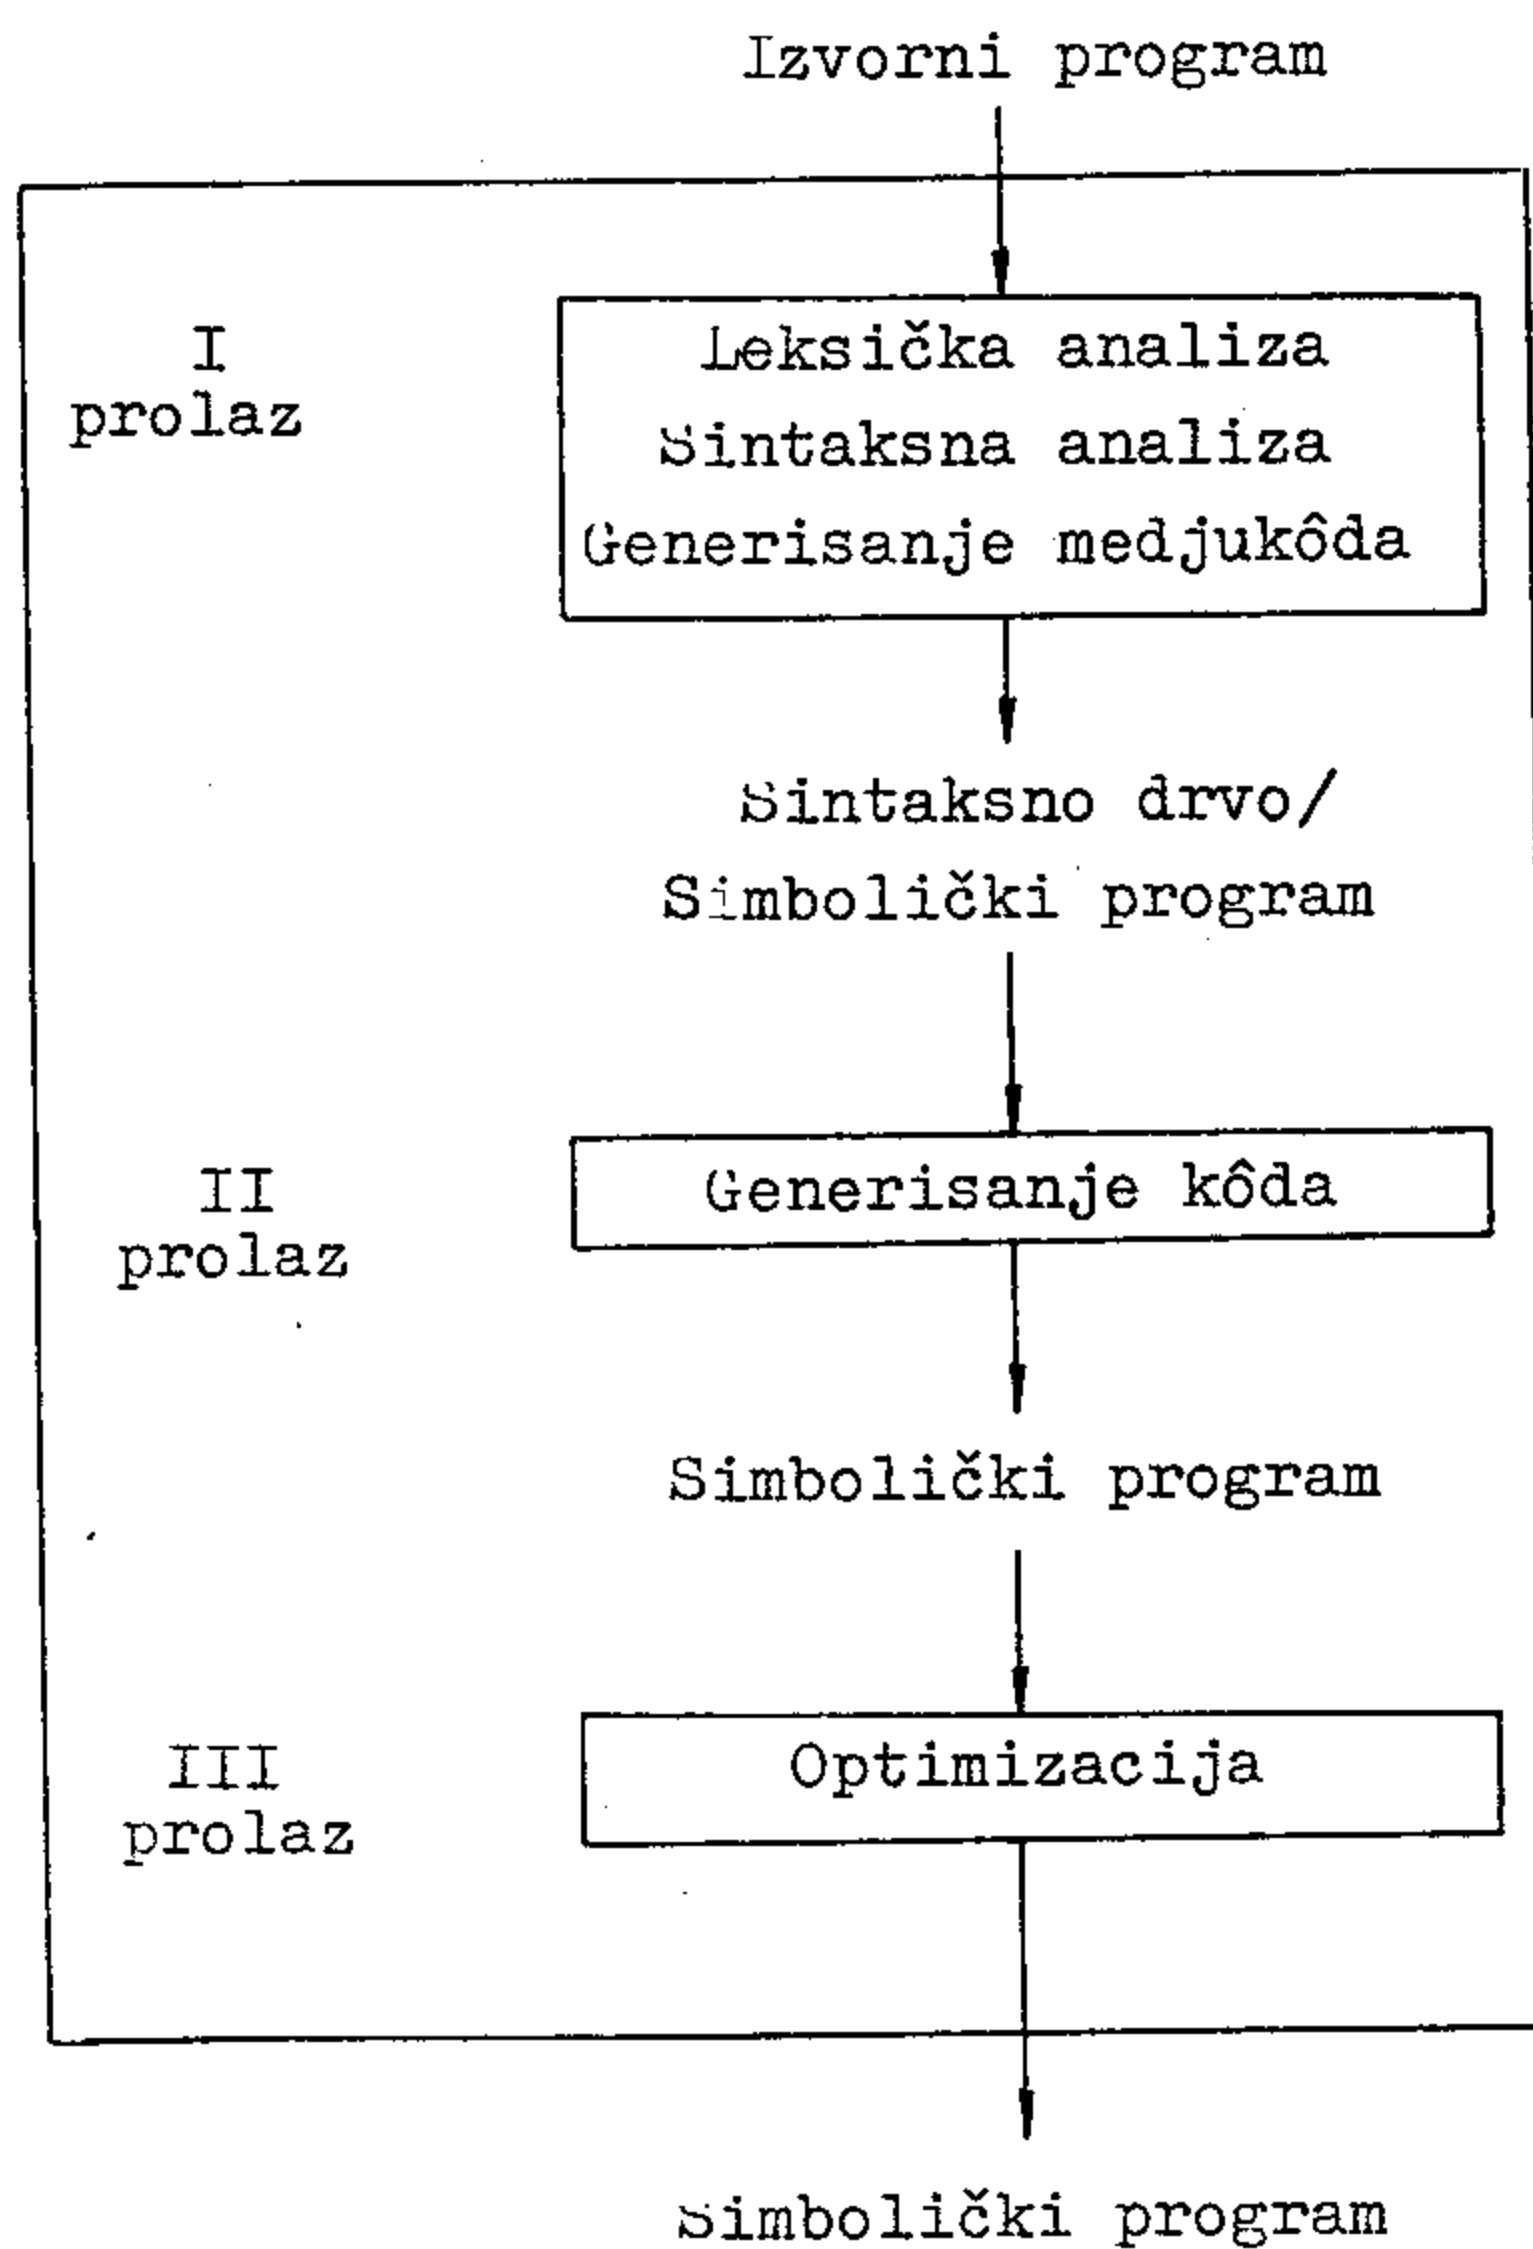 Izvorni program
I
prolaz
Leksička analiza
Sintaksna analiza
Generisanje medjukôda
Sintaksno drvo/
Simbolički program
II
prolaz
Generisanje kôda
Simbolički program
III
prolaz
Optimizacija
Simbolički program